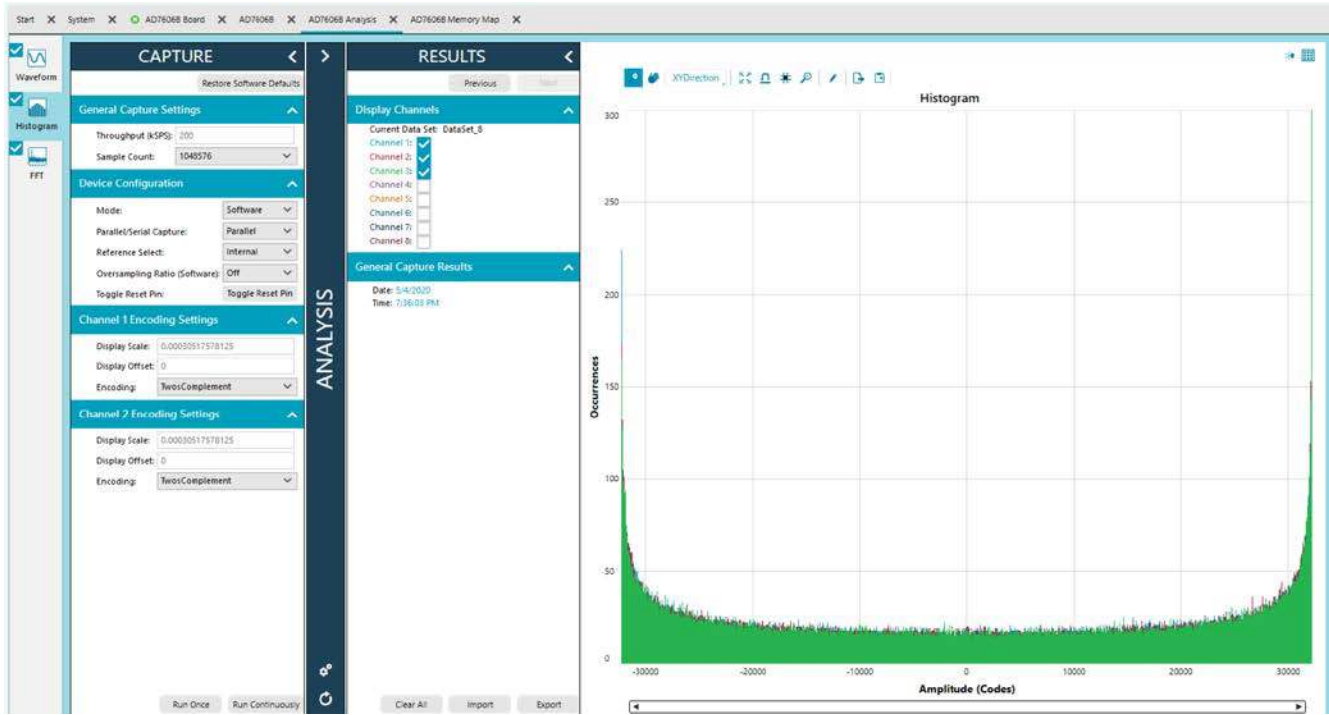 Start X System X AD7606B Board X AD7606B X AD7606B Analysis X AD7606B Memory Map X
Waveform
Histogram
FFT
CAPTURE
Restore Software Defaults
General Capture Settings
Throughput (kSPS): 200
Sample Count: 1048576
Device Configuration
Mode: Software
Parallel/Serial Capture: Parallel
Reference Select: Internal
Oversampling Ratio (Software): Off
Toggle Reset Pin: Toggle Reset Pin
Channel 1 Encoding Settings
Display Scale: 0.00030517578125
Display Offset: 0
Encoding: TwosComplement
Channel 2 Encoding Settings
Display Scale: 0.00030517578125
Display Offset: 0
Encoding: TwosComplement
Run Once Run Continuously
ANALYSIS
RESULTS
Previous Next
Display Channels
Current Data Set: DataSet_8
Channel 1:
Channel 2:
Channel 3:
Channel 4:
Channel 5:
Channel 6:
Channel 7:
Channel 8:
General Capture Results
Date: 5/4/2020
Time: 7:36:03 PM
Clear All Import Export
XYDirection
Histogram
300
250
200
150
100
50
0
Occurrences
-30000 -20000 -10000 0 10000 20000 30000
Amplitude (Codes)